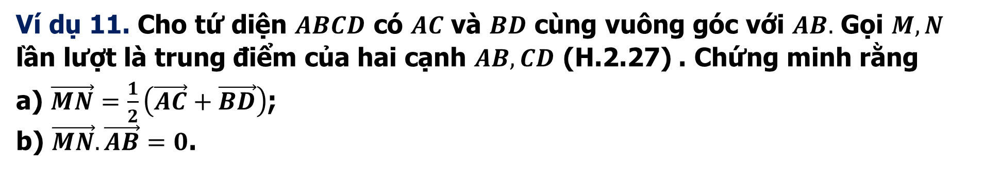 Ví dụ 11. Cho tứ diện ABCD có AC và BD cùng vuông góc với AB. Gọi M, N
lần lượt là trung điểm của hai cạnh AB, CD (H.2.27) . Chứng minh rằng
a) $\overrightarrow{MN} = \frac{1}{2}(\overrightarrow{AC} + \overrightarrow{BD})$;
b) $\overrightarrow{MN}.\overrightarrow{AB} = 0$.